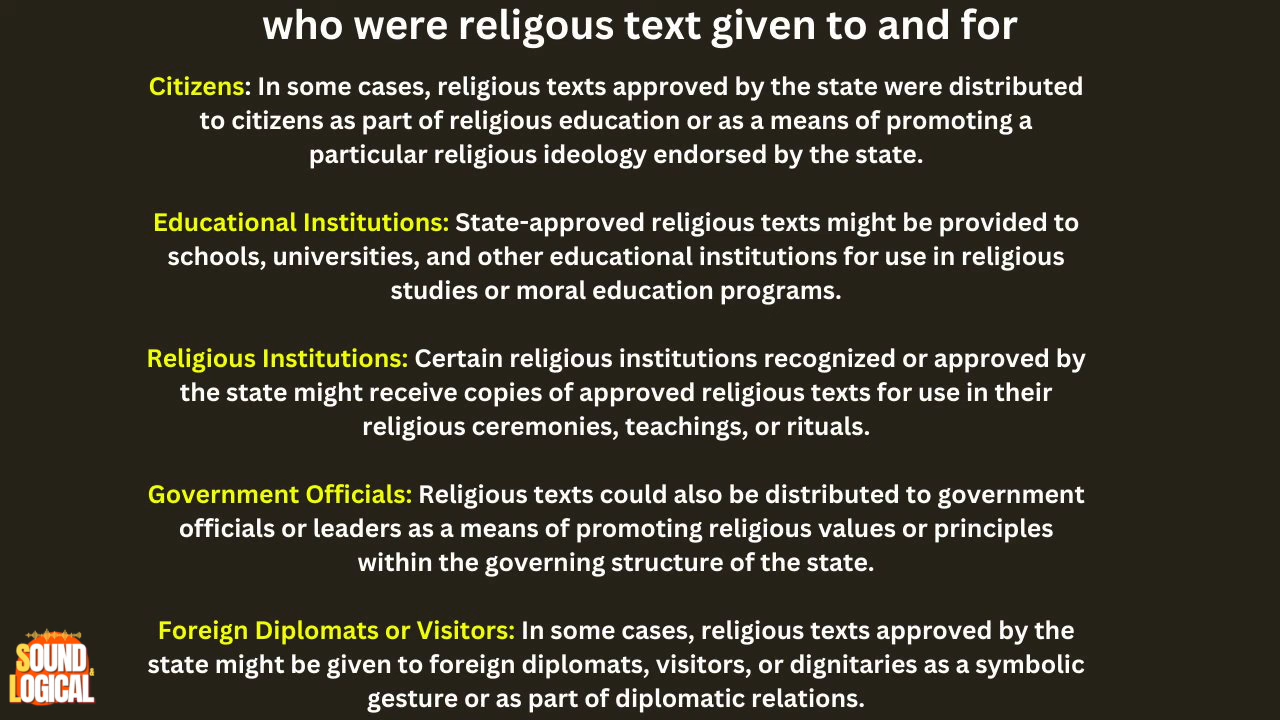 who were religous text given to and for
Citizens: In some cases, religious texts approved by the state were distributed
to citizens as part of religious education or as a means of promoting a
particular religious ideology endorsed by the state.
Educational Institutions: State-approved religious texts might be provided to
schools, universities, and other educational institutions for use in religious
studies or moral education programs.
Religious Institutions: Certain religious institutions recognized or approved by
the state might receive copies of approved religious texts for use in their
religious ceremonies, teachings, or rituals.
Government Officials: Religious texts could also be distributed to government
officials or leaders as a means of promoting religious values or principles
within the governing structure of the state.
Foreign Diplomats or Visitors: In some cases, religious texts approved by the
state might be given to foreign diplomats, visitors, or dignitaries as a symbolic
gesture or as part of diplomatic relations.
SOUND &
LOGICAL